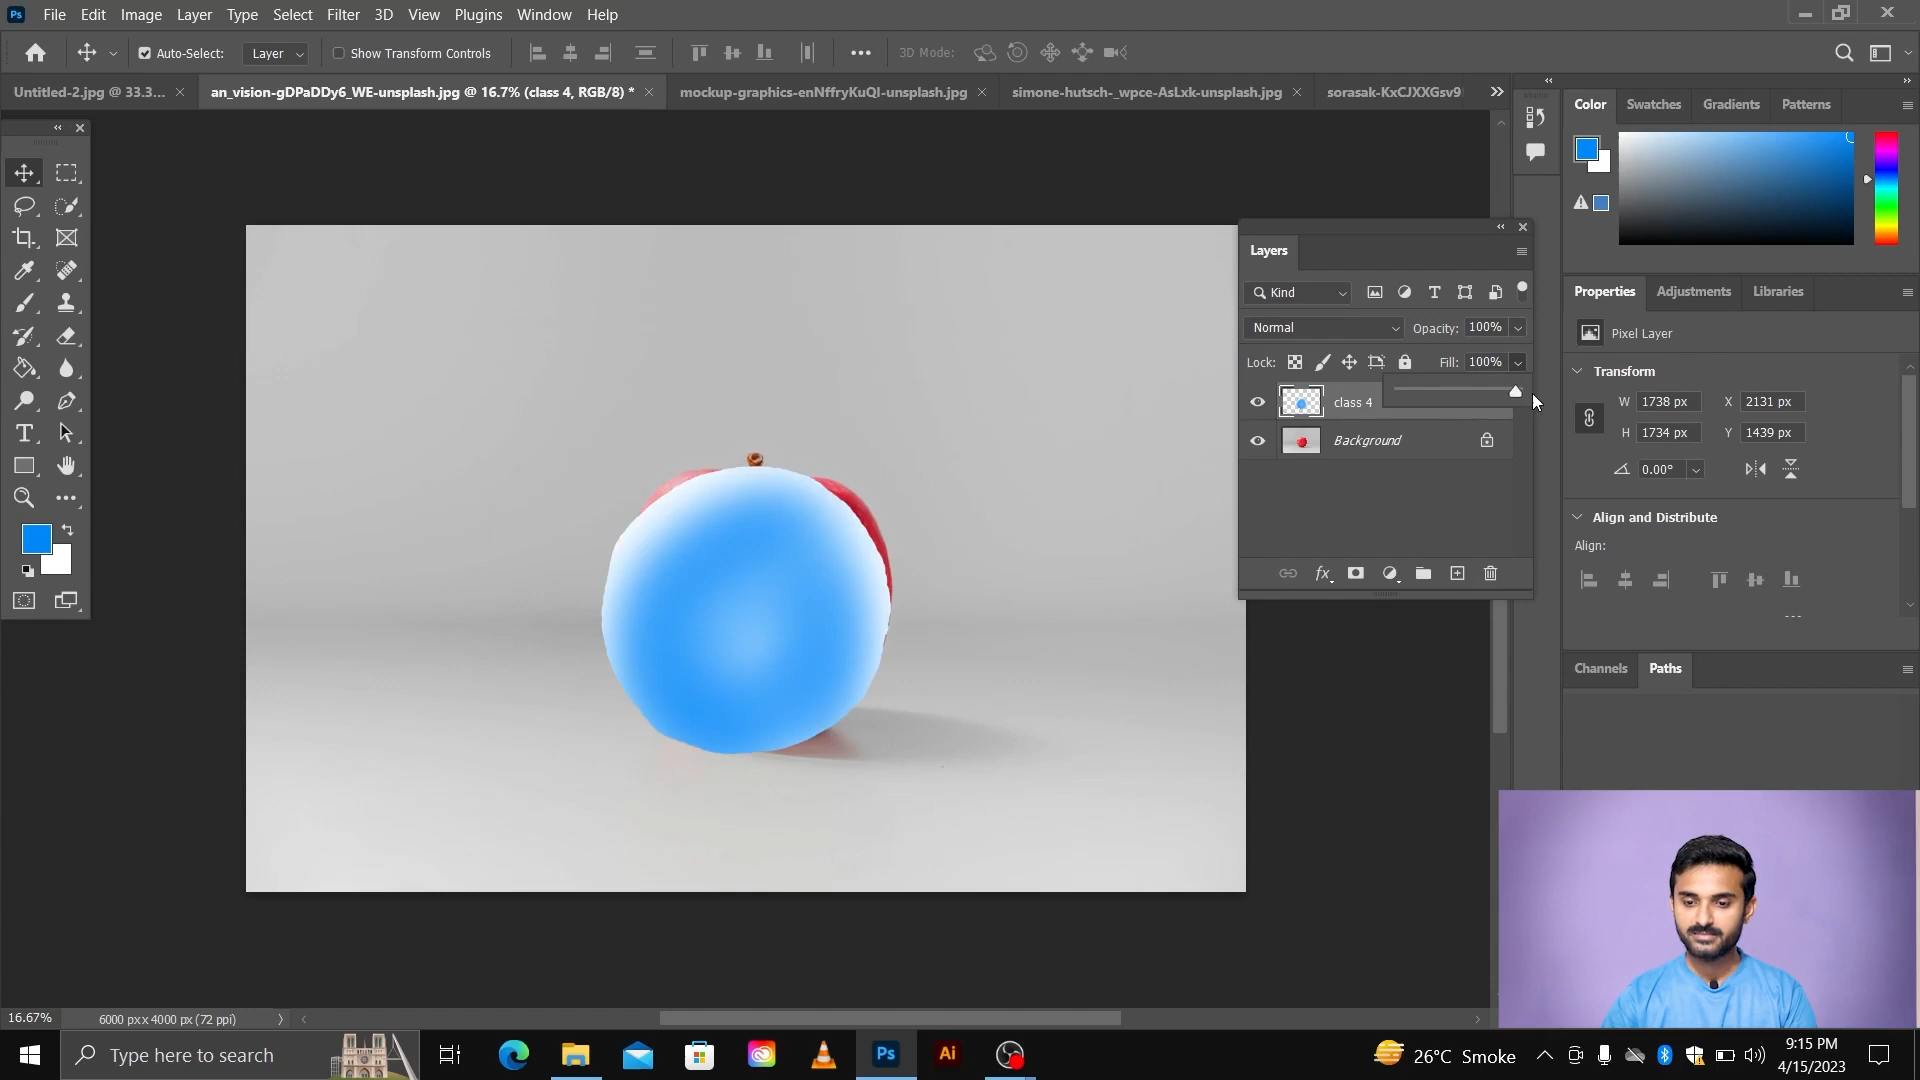 Ps File Edit Image Layer Type Select Filter 3D View Plugins Window Help
Auto-Select: Layer Show Transform Controls 3D Mode:
Untitled-2.jpg @ 33.3... an_vision-gDPaDDy6_WE-unsplash.jpg @ 16.7% (class 4, RGB/8) * mockup-graphics-enNffryKuQI-unsplash.jpg simone-hutsch-_wpce-AsLxk-unsplash.jpg sorasak-KxCJXXGsv9
Color Swatches Gradients Patterns
Layers
Kind
Normal Opacity: 100%
Lock: Fill: 100%
class 4
Background
fx
Properties Adjustments Libraries
Pixel Layer
Transform
W 1738 px X 2131 px
H 1734 px Y 1439 px
0.00°
Align and Distribute
Align:
Channels Paths
16.67% 6000 px x 4000 px (72 ppi)
Type here to search
Ps Ai
26°C Smoke
9:15 PM
4/15/2023